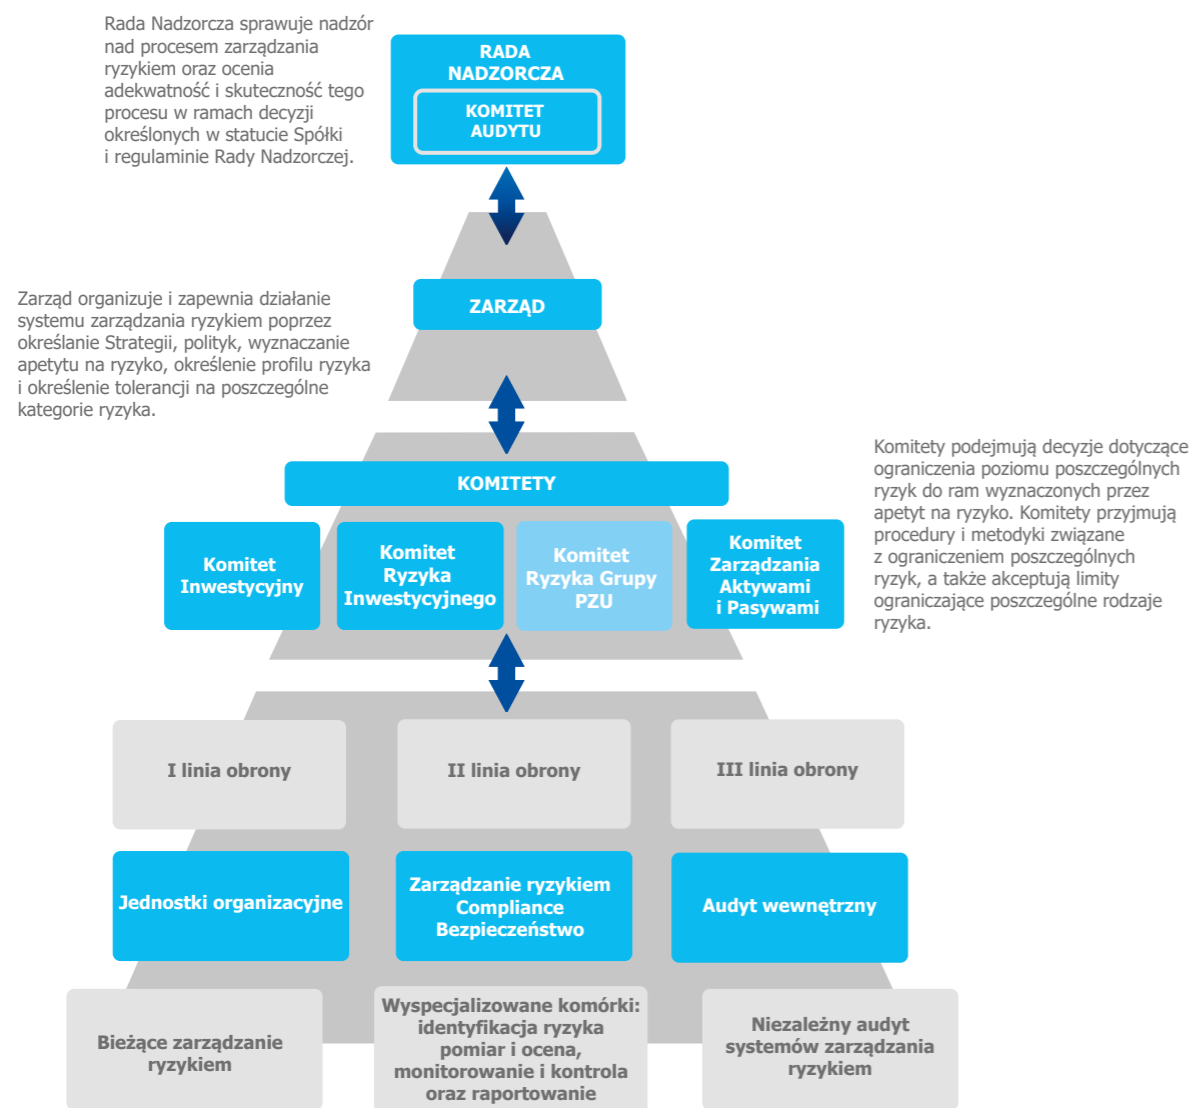 Rada Nadzorcza sprawuje nadzór
nad procesem zarządzania
ryzykiem oraz ocenia
adekwatność i skuteczność tego
procesu w ramach decyzji
określonych w statucie Spółki
i regulaminie Rady Nadzorczej.
RADA
NADZORCZA
KOMITET
AUDYTU
Zarząd organizuje i zapewnia działanie
systemu zarządzania ryzykiem poprzez
określanie Strategii, polityk, wyznaczanie
apetytu na ryzyko, określenie profilu ryzyka
i określenie tolerancji na poszczególne
kategorie ryzyka.
ZARZĄD
KOMITETY
Komitet
Inwestycyjny
Komitet
Ryzyka
Inwestycyjnego
Komitet
Ryzyka Grupy
PZU
Komitet
Zarządzania
Aktywami
i Pasywami
Komitety podejmują decyzje dotyczące
ograniczenia poziomu poszczególnych
ryzyk do ram wyznaczonych przez
apetyt na ryzyko. Komitety przyjmują
procedury i metodyki związane
z ograniczeniem poszczególnych
ryzyk, a także akceptują limity
ograniczające poszczególne rodzaje
ryzyka.
I linia obrony
II linia obrony
III linia obrony
Jednostki organizacyjne
Zarządzanie ryzykiem
Compliance
Bezpieczeństwo
Audyt wewnętrzny
Bieżące zarządzanie
ryzykiem
Wyspecjalizowane komórki:
identyfikacja ryzyka
pomiar i ocena,
monitorowanie i kontrola
oraz raportowanie
Niezależny audyt
systemów zarządzania
ryzykiem